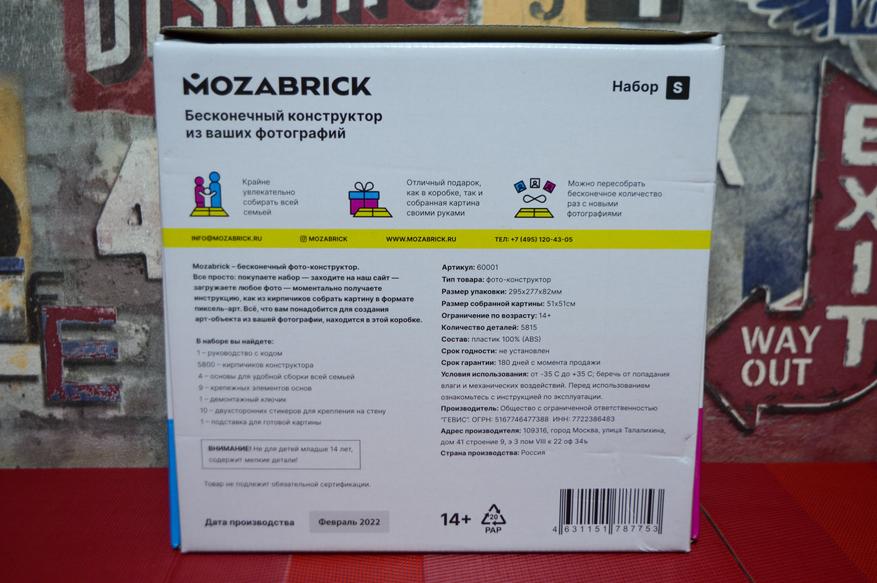 MOZABRICK
Набор S
Бесконечный конструктор
из ваших фотографий
Крайне
увлекательно
собирать всей
семьей
Отличный подарок,
как в коробке, так и
собранная картина
своими руками
Можно пересобрать
бесконечное количество
раз с новыми
фотографиями
INFO@MOZABRICK.RU MOZABRICK WWW.MOZABRICK.RU ТЕЛ: +7 (495) 120-43-05
Mozabrick – бесконечный фото-конструктор.
Все просто: покупаете набор — заходите на наш сайт —
загружаете любое фото — моментально получаете
инструкцию, как из кирпичиков собрать картину в формате
пиксель-арт. Всё, что вам понадобится для создания
арт-объекта из вашей фотографии, находится в этой коробке.
В наборе вы найдете:
1 – руководство с кодом
5800 – кирпичиков конструктора
4 – основы для удобной сборки всей семьей
9 – крепежных элементов основ
1 – демонтажный ключик
10 – двухсторонних стикеров для крепления на стену
1 – подставка для готовой картины
ВНИМАНИЕ! Не для детей младше 14 лет,
содержит мелкие детали!
Товар не подлежит обязательной сертификации.
Дата производства Февраль 2022
Артикул: 60001
Тип товара: фото-конструктор
Размер упаковки: 295х277х82мм
Размер собранной картины: 51х51см
Ограничение по возрасту: 14+
Количество деталей: 5815
Состав: пластик 100% (ABS)
Срок годности: не установлен
Срок гарантии: 180 дней с момента продажи
Условия использования: от -35 С до +35 С; беречь от попадания
влаги и механических воздействий. Перед использованием
ознакомьтесь с инструкцией по эксплуатации.
Производитель: Общество с ограниченной ответственностью
"ГЕВИС". ОГРН: 5167746477388 ИНН: 7722386483
Адрес производителя: 109316, город Москва, улица Талалихина,
дом 41 строение 9, э 3 пом VIII к 22 оф 34ь
Страна производства: Россия
14+
20
PAP
4 631151 787753
4
E
K
EXIT
WAY
OUT